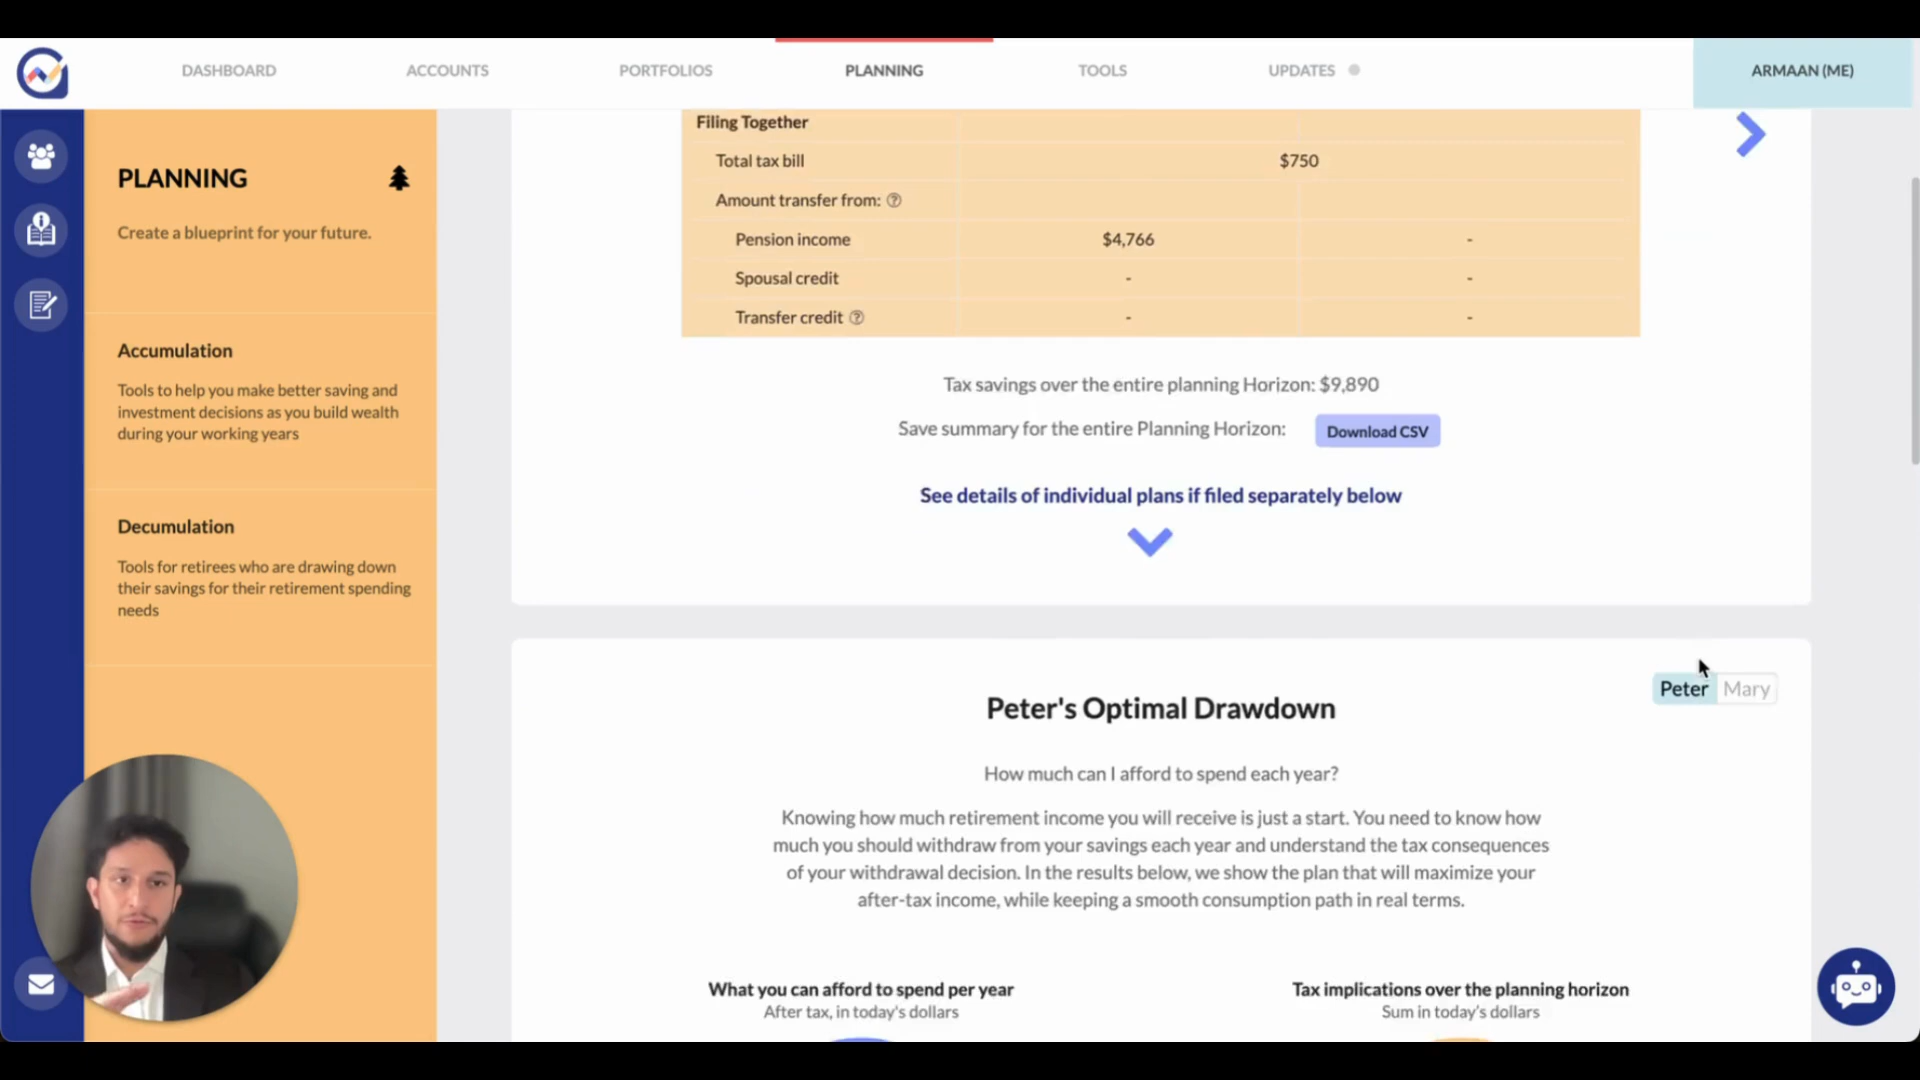 DASHBOARD
ACCOUNTS
PORTFOLIOS
PLANNING
TOOLS
UPDATES
ARMAAN (ME)
PLANNING
Create a blueprint for your future.
Accumulation
Tools to help you make better saving and
investment decisions as you build wealth
during your working years
Decumulation
Tools for retirees who are drawing down
their savings for their retirement spending
needs
Filing Together
Total tax bill $750
Amount transfer from: ?
Pension income $4,766 -
Spousal credit - -
Transfer credit ? - -
Tax savings over the entire planning Horizon: $9,890
Save summary for the entire Planning Horizon: Download CSV
See details of individual plans if filed separately below
Peter Mary
Peter's Optimal Drawdown
How much can I afford to spend each year?
Knowing how much retirement income you will receive is just a start. You need to know how
much you should withdraw from your savings each year and understand the tax consequences
of your withdrawal decision. In the results below, we show the plan that will maximize your
after-tax income, while keeping a smooth consumption path in real terms.
What you can afford to spend per year
After tax, in today's dollars
Tax implications over the planning horizon
Sum in today's dollars